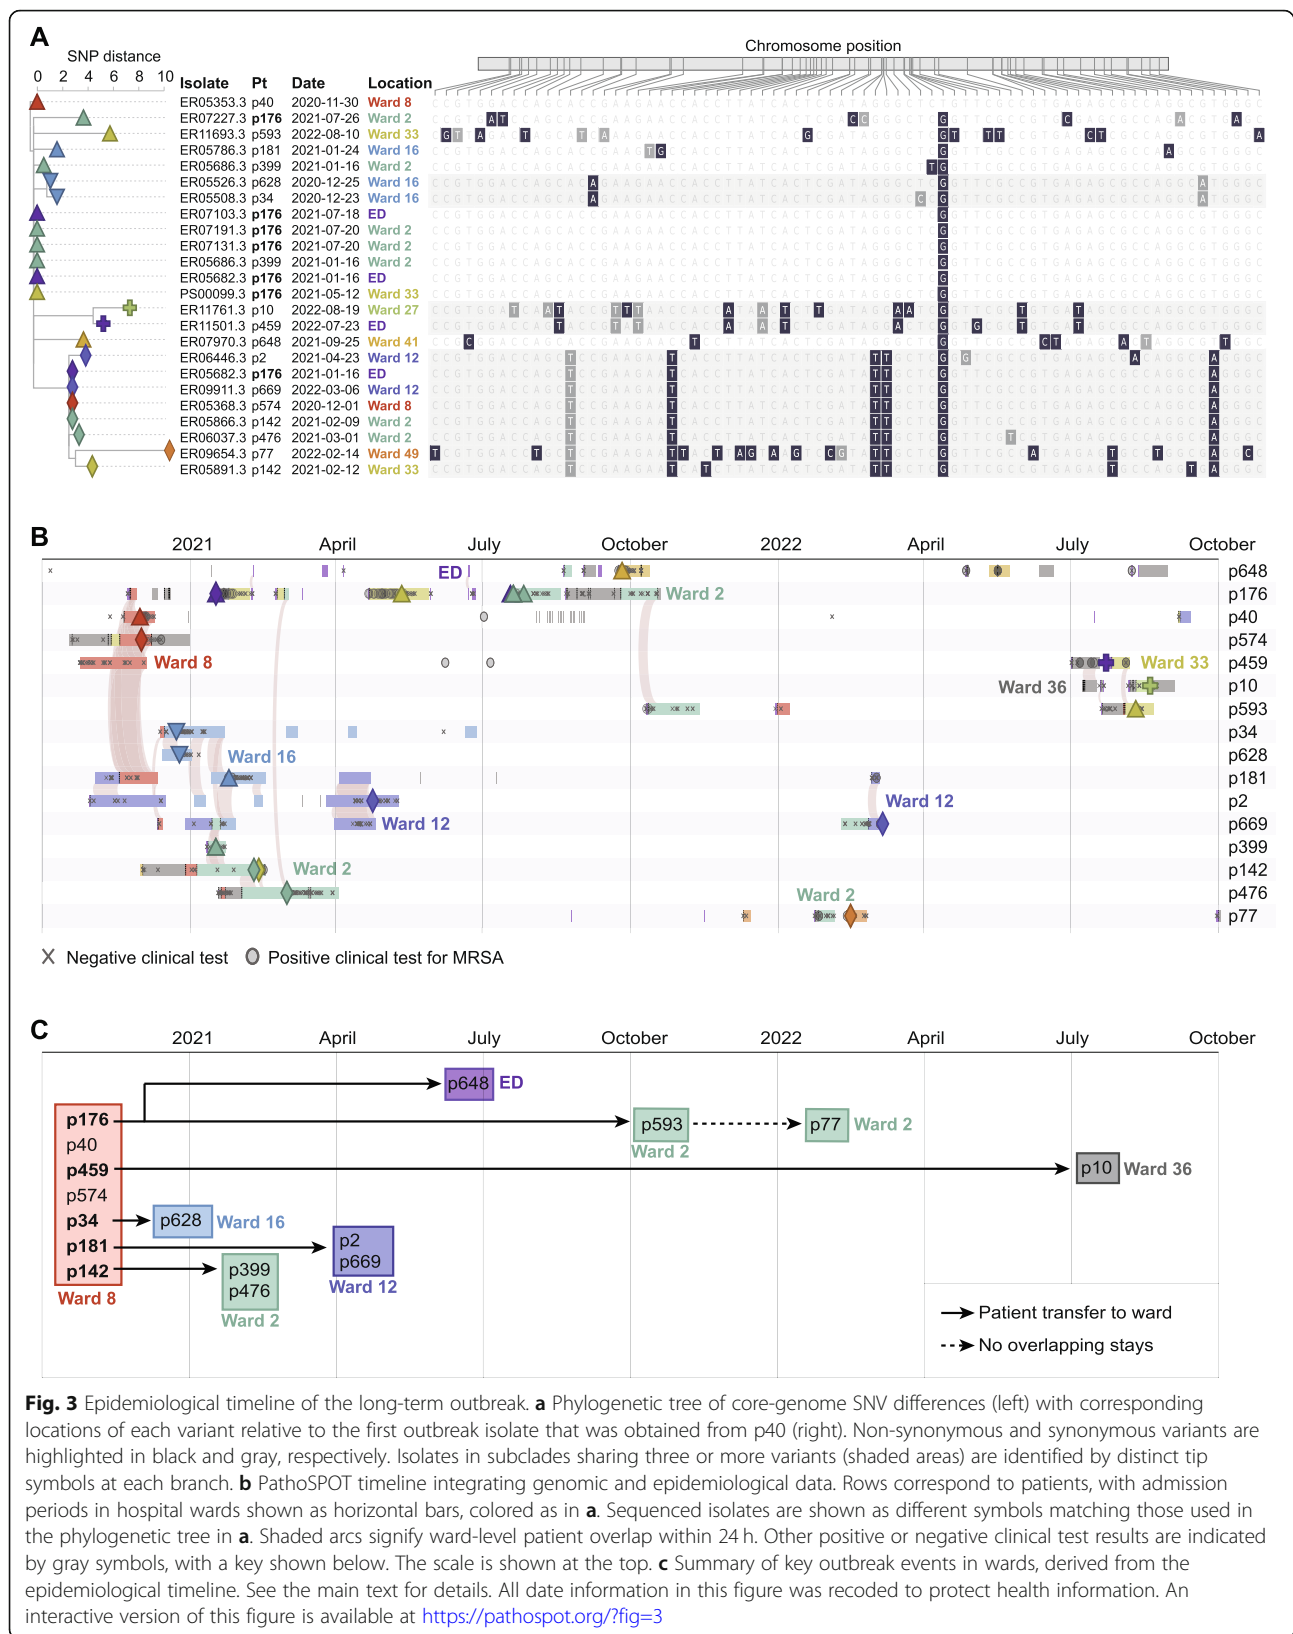 A
SNP distance
0 2 4 6 8 10
Isolate Pt Date Location
Chromosome position
ER05353.3 p40 2020-11-30 Ward 8
ER07227.3 p176 2021-07-26 Ward 2
ER11693.3 p593 2022-08-10 Ward 33
ER05786.3 p181 2021-01-24 Ward 16
ER05686.3 p399 2021-01-16 Ward 2
ER05526.3 p628 2020-12-25 Ward 16
ER05508.3 p34 2020-12-23 Ward 16
ER07103.3 p176 2021-07-18 ED
ER07191.3 p176 2021-07-20 Ward 2
ER07131.3 p176 2021-07-20 Ward 2
ER05686.3 p399 2021-01-16 Ward 2
ER05682.3 p176 2021-01-16 ED
PS00099.3 p176 2021-05-12 Ward 33
ER11761.3 p10 2022-08-19 Ward 27
ER11501.3 p459 2022-07-23 ED
ER07970.3 p648 2021-09-25 Ward 41
ER06446.3 p2 2021-04-23 Ward 12
ER05682.3 p176 2021-01-16 ED
ER09911.3 p669 2022-03-06 Ward 12
ER05368.3 p574 2020-12-01 Ward 8
ER05866.3 p142 2021-02-09 Ward 2
ER06037.3 p476 2021-03-01 Ward 2
ER09654.3 p77 2022-02-14 Ward 49
ER05891.3 p142 2021-02-12 Ward 33
B
2021 April July October 2022 April July October
ED p648
Ward 2 p176
p40
p574
Ward 8 Ward 33 p459
Ward 36 p10
p593
p34
Ward 16 p628
p181
Ward 12 p2
Ward 12 p669
p399
Ward 2 p142
Ward 2 p476
p77
Negative clinical test Positive clinical test for MRSA
C
2021 April July October 2022 April July October
p648 ED
p176 p593 p77 Ward 2
p40 Ward 2
p459 p10 Ward 36
p574
p34 p628 Ward 16
p181 p2
p669
p142 p399 Ward 12
p476
Ward 8
Ward 2
Patient transfer to ward
No overlapping stays
Fig. 3 Epidemiological timeline of the long-term outbreak. a Phylogenetic tree of core-genome SNV differences (left) with corresponding
locations of each variant relative to the first outbreak isolate that was obtained from p40 (right). Non-synonymous and synonymous variants are
highlighted in black and gray, respectively. Isolates in subclades sharing three or more variants (shaded areas) are identified by distinct tip
symbols at each branch. b PathoSPOT timeline integrating genomic and epidemiological data. Rows correspond to patients, with admission
periods in hospital wards shown as horizontal bars, colored as in a. Sequenced isolates are shown as different symbols matching those used in
the phylogenetic tree in a. Shaded arcs signify ward-level patient overlap within 24 h. Other positive or negative clinical test results are indicated
by gray symbols, with a key shown below. The scale is shown at the top. c Summary of key outbreak events in wards, derived from the
epidemiological timeline. See the main text for details. All date information in this figure was recoded to protect health information. An
interactive version of this figure is available at https://pathospot.org/?fig=3